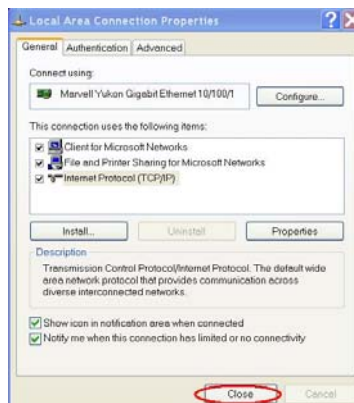 Local Area Connection Properties
General Authentication Advanced
Connect using:
Marvell Yukon Gigabit Ethernet 10/100/1
Configure...
This connection uses the following items:
Client for Microsoft Networks
File and Printer Sharing for Microsoft Networks
Internet Protocol (TCP/IP)
Install... Uninstall Properties
Description
Transmission Control Protocol/Internet Protocol. The default wide
area network protocol that provides communication across
diverse interconnected networks.
Show icon in notification area when connected
Notify me when this connection has limited or no connectivity
Close Cancel